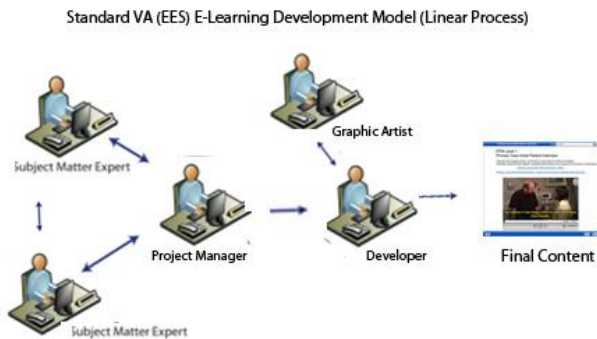 Standard VA (EES) E-Learning Development Model (Linear Process)
Graphic Artist
Subject Matter Expert
Project Manager
Developer
Final Content
Subject Matter Expert